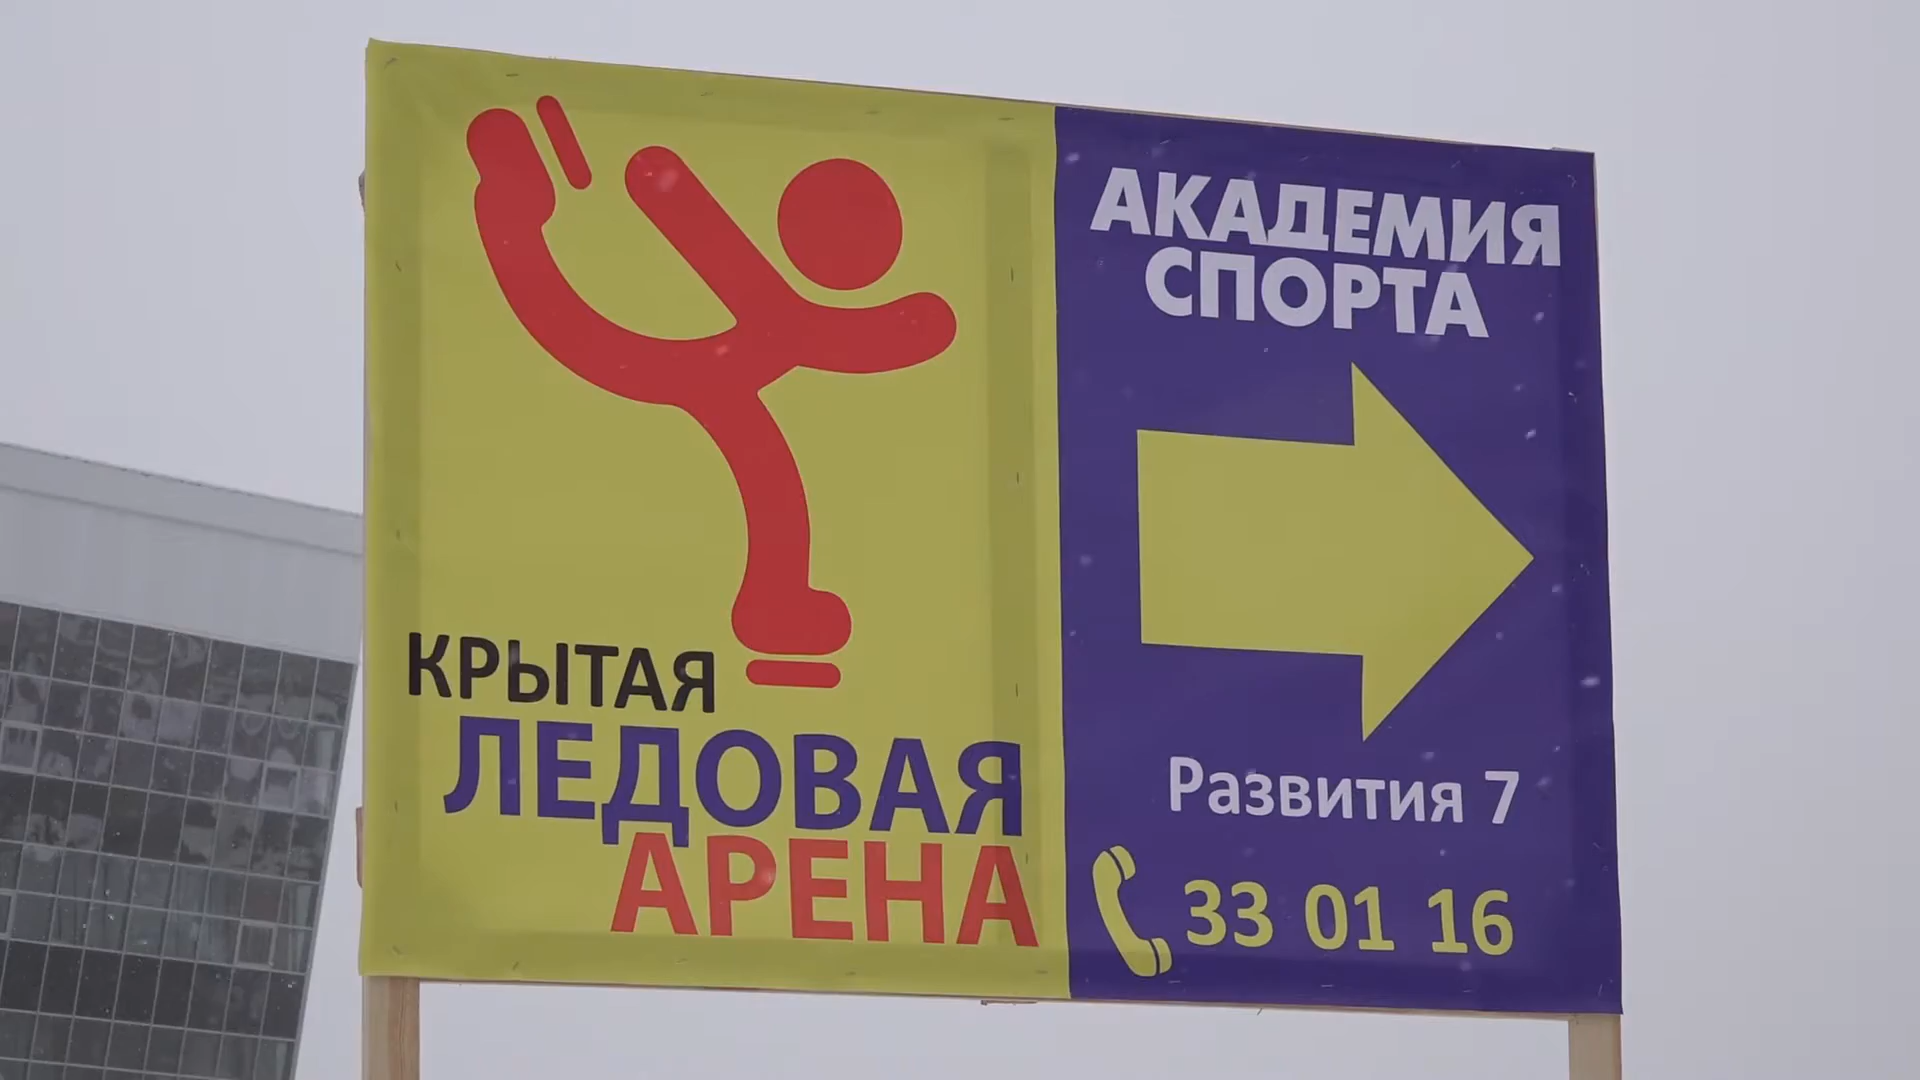 КРЫТАЯ
ЛЕДОВАЯ
АРЕНА
АКАДЕМИЯ
СПОРТА
Развития 7
33 01 16